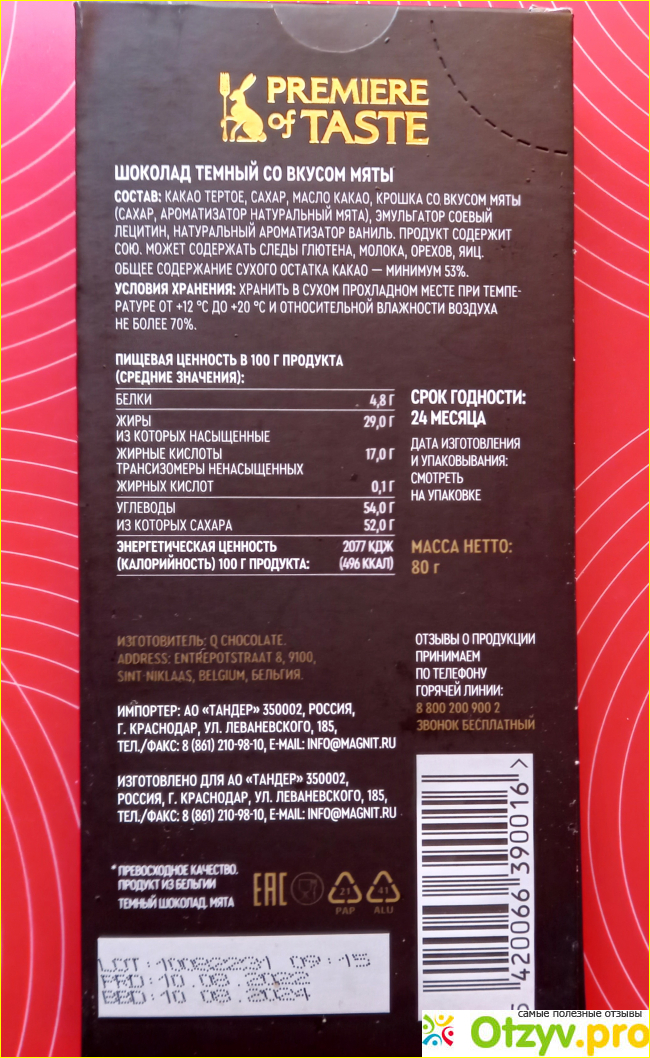 PREMIERE
of TASTE
ШОКОЛАД ТЕМНЫЙ СО ВКУСОМ МЯТЫ
СОСТАВ: КАКАО ТЕРТОЕ, САХАР, МАСЛО КАКАО, КРОШКА СО ВКУСОМ МЯТЫ
(САХАР, АРОМАТИЗАТОР НАТУРАЛЬНЫЙ МЯТА), ЭМУЛЬГАТОР СОЕВЫЙ
ЛЕЦИТИН, НАТУРАЛЬНЫЙ АРОМАТИЗАТОР ВАНИЛЬ. ПРОДУКТ СОДЕРЖИТ
СОЮ. МОЖЕТ СОДЕРЖАТЬ СЛЕДЫ ГЛЮТЕНА, МОЛОКА, ОРЕХОВ, ЯИЦ.
ОБЩЕЕ СОДЕРЖАНИЕ СУХОГО ОСТАТКА КАКАО — МИНИМУМ 53%.
УСЛОВИЯ ХРАНЕНИЯ: ХРАНИТЬ В СУХОМ ПРОХЛАДНОМ МЕСТЕ ПРИ ТЕМПЕ-
РАТУРЕ ОТ +12 °С ДО +20 °С И ОТНОСИТЕЛЬНОЙ ВЛАЖНОСТИ ВОЗДУХА
НЕ БОЛЕЕ 70%.
ПИЩЕВАЯ ЦЕННОСТЬ В 100 Г ПРОДУКТА
(СРЕДНИЕ ЗНАЧЕНИЯ):
БЕЛКИ 4,8 Г
ЖИРЫ 29,0 Г
ИЗ КОТОРЫХ НАСЫЩЕННЫЕ
ЖИРНЫЕ КИСЛОТЫ 17,0 Г
ТРАНСИЗОМЕРЫ НЕНАСЫЩЕННЫХ
ЖИРНЫХ КИСЛОТ 0,1 Г
УГЛЕВОДЫ 54,0 Г
ИЗ КОТОРЫХ САХАРА 52,0 Г
ЭНЕРГЕТИЧЕСКАЯ ЦЕННОСТЬ 2077 КДЖ
(КАЛОРИЙНОСТЬ) 100 Г ПРОДУКТА: (496 ККАЛ)
СРОК ГОДНОСТИ:
24 МЕСЯЦА
ДАТА ИЗГОТОВЛЕНИЯ
И УПАКОВЫВАНИЯ:
СМОТРЕТЬ
НА УПАКОВКЕ
МАССА НЕТТО:
80 г
ИЗГОТОВИТЕЛЬ: Q CHOCOLATE.
ADDRESS: ENTREPOTSTRAAT 8, 9100,
SINT-NIKLAAS, BELGIUM, БЕЛЬГИЯ.
ИМПОРТЕР: АО «ТАНДЕР» 350002, РОССИЯ,
Г. КРАСНОДАР, УЛ. ЛЕВАНЕВСКОГО, 185,
ТЕЛ./ФАКС: 8 (861) 210-98-10, E-MAIL: INFO@MAGNIT.RU
ИЗГОТОВЛЕНО ДЛЯ АО «ТАНДЕР» 350002,
РОССИЯ, Г. КРАСНОДАР, УЛ. ЛЕВАНЕВСКОГО, 185,
ТЕЛ./ФАКС: 8 (861) 210-98-10, E-MAIL: INFO@MAGNIT.RU
ОТЗЫВЫ О ПРОДУКЦИИ
ПРИНИМАЕМ
ПО ТЕЛЕФОНУ
ГОРЯЧЕЙ ЛИНИИ:
8 800 200 900 2
ЗВОНОК БЕСПЛАТНЫЙ
* ПРЕВОСХОДНОЕ КАЧЕСТВО.
ПРОДУКТ ИЗ БЕЛЬГИИ
ТЕМНЫЙ ШОКОЛАД. МЯТА
EAC
21
PAP
41
ALU
LOT: 10082231 09:15
PRD: 10 08 2022
BBD: 10 08 2024
5 420066 390016 >
самые полезные отзывы
Otzyv.pro